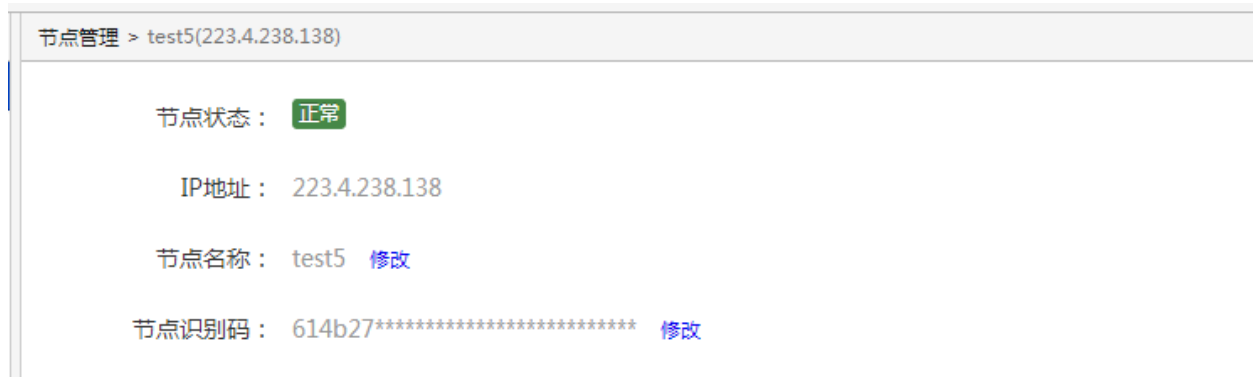 节点管理 > test5(223.4.238.138)
节点状态： 正常
IP地址： 223.4.238.138
节点名称： test5 修改
节点识别码： 614b27************************** 修改